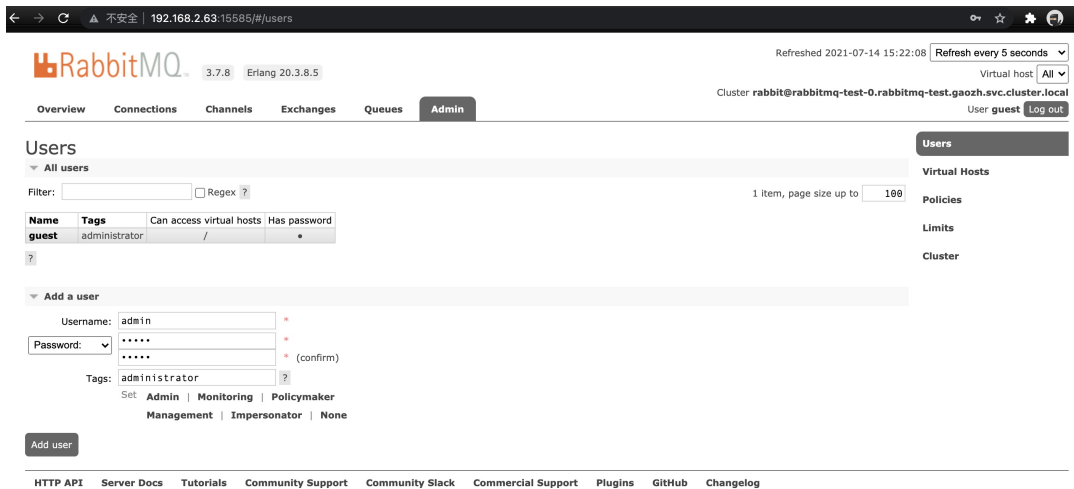 不安全 | 192.168.2.63:15585/#/users
RabbitMQ 3.7.8 Erlang 20.3.8.5
Refreshed 2021-07-14 15:22:08 Refresh every 5 seconds
Virtual host All
Cluster rabbit@rabbitmq-test-0.rabbitmq-test.gaozh.svc.cluster.local
User guest Log out
Overview Connections Channels Exchanges Queues Admin
Users
All users
Filter: Regex ? 1 item, page size up to 100
Name Tags Can access virtual hosts Has password
guest administrator / •
?
Add a user
Username: admin *
Password: ••••• *
••••• * (confirm)
Tags: administrator ?
Set Admin | Monitoring | Policymaker
Management | Impersonator | None
Add user
Users
Virtual Hosts
Policies
Limits
Cluster
HTTP API Server Docs Tutorials Community Support Community Slack Commercial Support Plugins GitHub Changelog